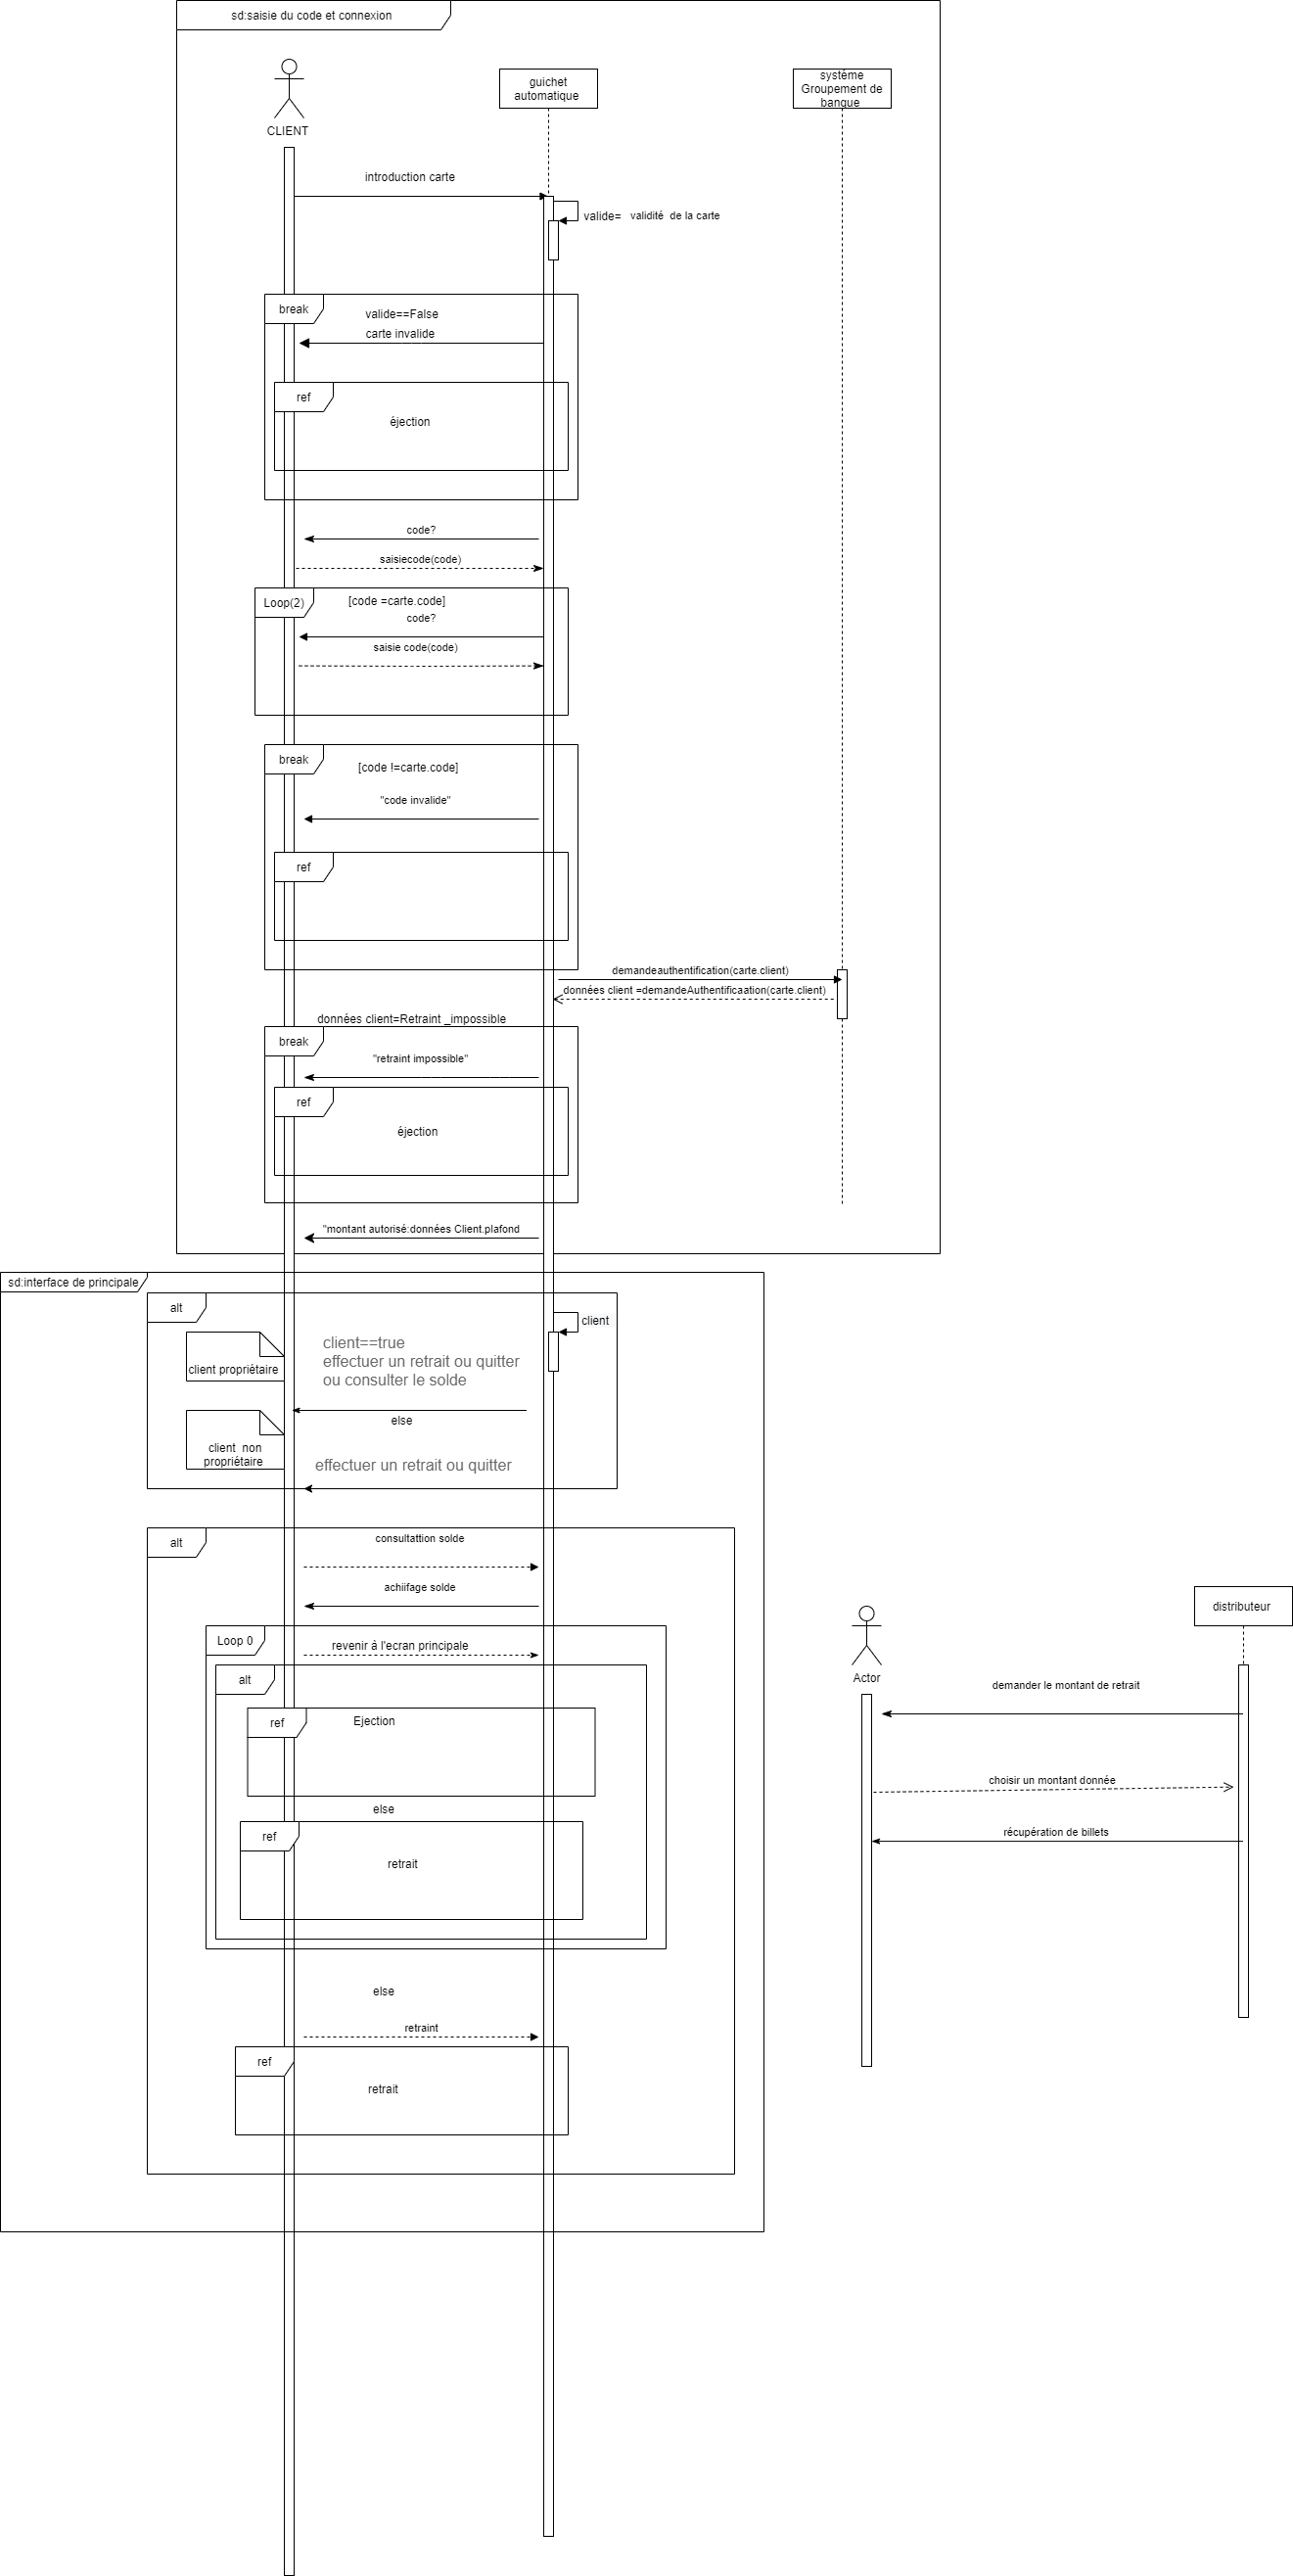 sd:saisie du code et connexion
CLIENT
guichet
automatique
système
Groupement de
banque
introduction carte
valide=
validité de la carte
break
valide==False
carte invalide
ref
éjection
code?
saisiecode(code)
Loop(2)
[code =carte.code]
code?
saisie code(code)
break
[code !=carte.code]
"code invalide"
ref
demandeauthentification(carte.client)
données client =demandeAuthentificaation(carte.client)
données client=Retraint _impossible
break
"retraint impossible"
ref
éjection
"montant autorisé:données Client.plafond
sd:interface de principale
alt
client
client propriétaire
client==true
effectuer un retrait ou quitter
ou consulter le solde
else
client non
propriétaire
effectuer un retrait ou quitter
alt
consultattion solde
achiifage solde
Loop 0
revenir à l'ecran principale
alt
ref
Ejection
else
ref
retrait
else
retraint
ref
retrait
Actor
distributeur
demander le montant de retrait
choisir un montant donnée
récupération de billets